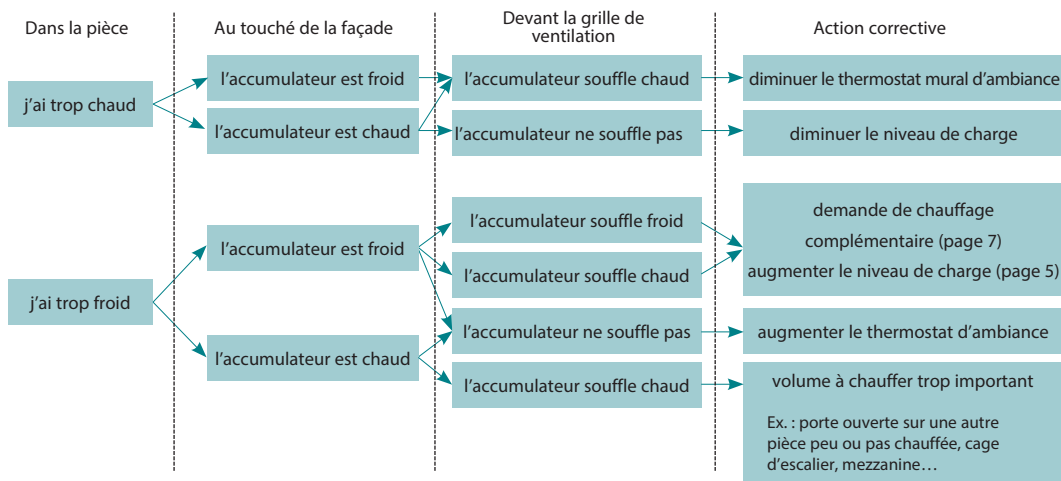 Dans la pièce
Au touché de la façade
Devant la grille de
ventilation
Action corrective
j'ai trop chaud
l'accumulateur est froid
l'accumulateur est chaud
l'accumulateur souffle chaud
l'accumulateur ne souffle pas
diminuer le thermostat mural d'ambiance
diminuer le niveau de charge
j'ai trop froid
l'accumulateur est froid
l'accumulateur est chaud
l'accumulateur souffle froid
l'accumulateur souffle chaud
l'accumulateur ne souffle pas
l'accumulateur souffle chaud
demande de chauffage
complémentaire (page 7)
augmenter le niveau de charge (page 5)
augmenter le thermostat d'ambiance
volume à chauffer trop important
Ex. : porte ouverte sur une autre
pièce peu ou pas chauffée, cage
d'escalier, mezzanine…